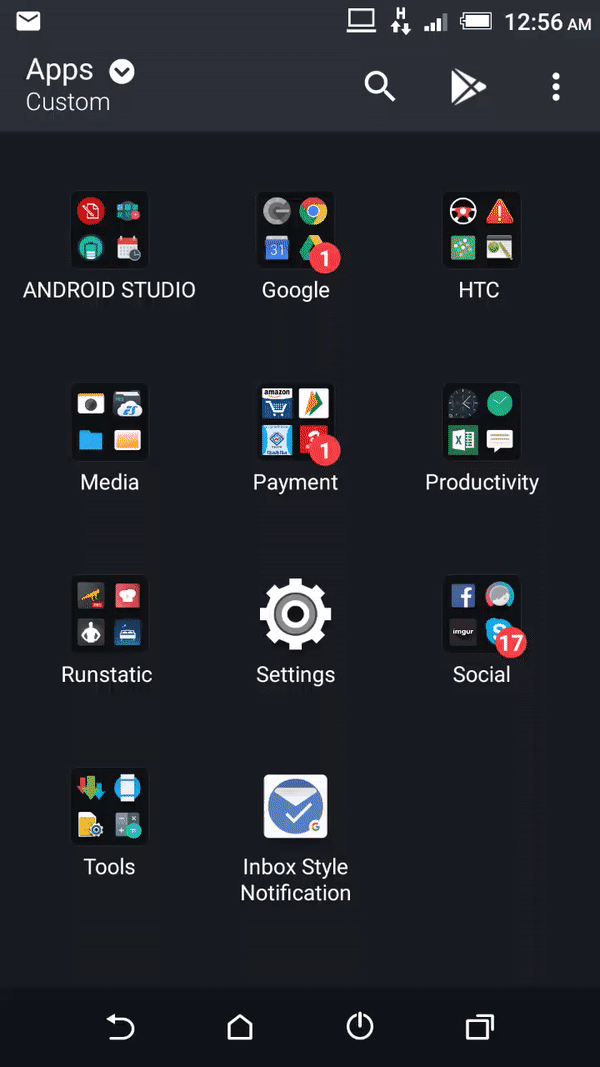 H
12:56 AM
Apps
Custom
31
1
ANDROID STUDIO
Google
HTC
amazon
1
Media
Payment
Productivity
imgur
17
Runstatic
Settings
Social
Tools
Inbox Style
Notification